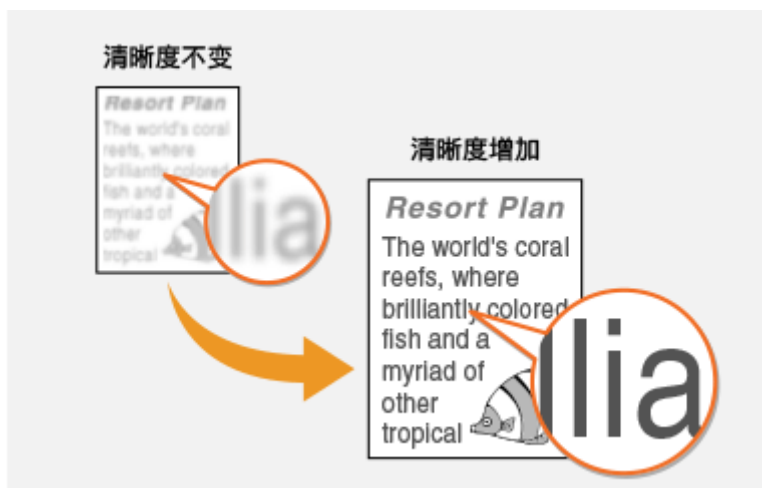 清晰度不变
Resort Plan
The world's coral
reefs, where
brilliantly colored
fish and a
myriad of
other
tropical
lia
清晰度增加
Resort Plan
The world's coral
reefs, where
brilliantly colored
fish and a
myriad of
other
tropical
llia